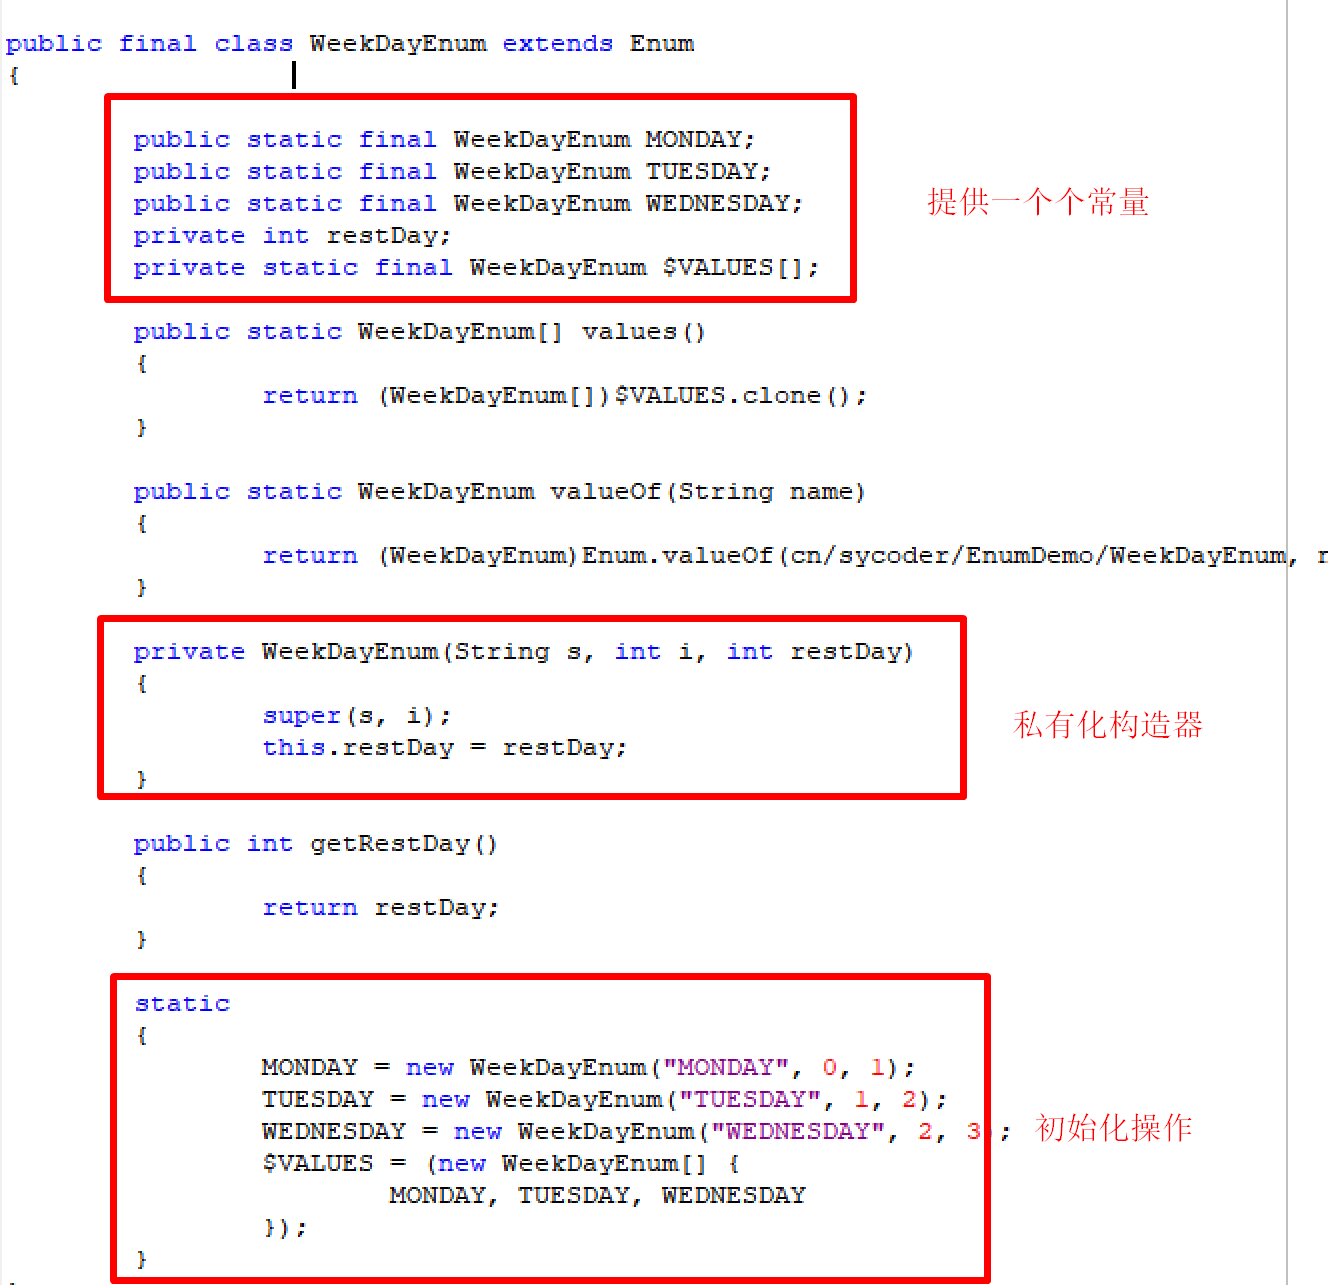 public final class WeekDayEnum extends Enum
{
public static final WeekDayEnum MONDAY;
public static final WeekDayEnum TUESDAY;
public static final WeekDayEnum WEDNESDAY;
private int restDay;
private static final WeekDayEnum $VALUES[];
提供一个个常量
public static WeekDayEnum[] values()
{
return (WeekDayEnum[])$VALUES.clone();
}
public static WeekDayEnum valueOf(String name)
{
return (WeekDayEnum)Enum.valueOf(cn/sycoder/EnumDemo/WeekDayEnum,
}
private WeekDayEnum(String s, int i, int restDay)
{
super(s, i);
this.restDay = restDay;
}
私有化构造器
public int getRestDay()
{
return restDay;
}
static
{
MONDAY = new WeekDayEnum("MONDAY", 0, 1);
TUESDAY = new WeekDayEnum("TUESDAY", 1, 2);
WEDNESDAY = new WeekDayEnum("WEDNESDAY", 2, 3);
初始化操作
$VALUES = (new WeekDayEnum[] {
MONDAY, TUESDAY, WEDNESDAY
});
}